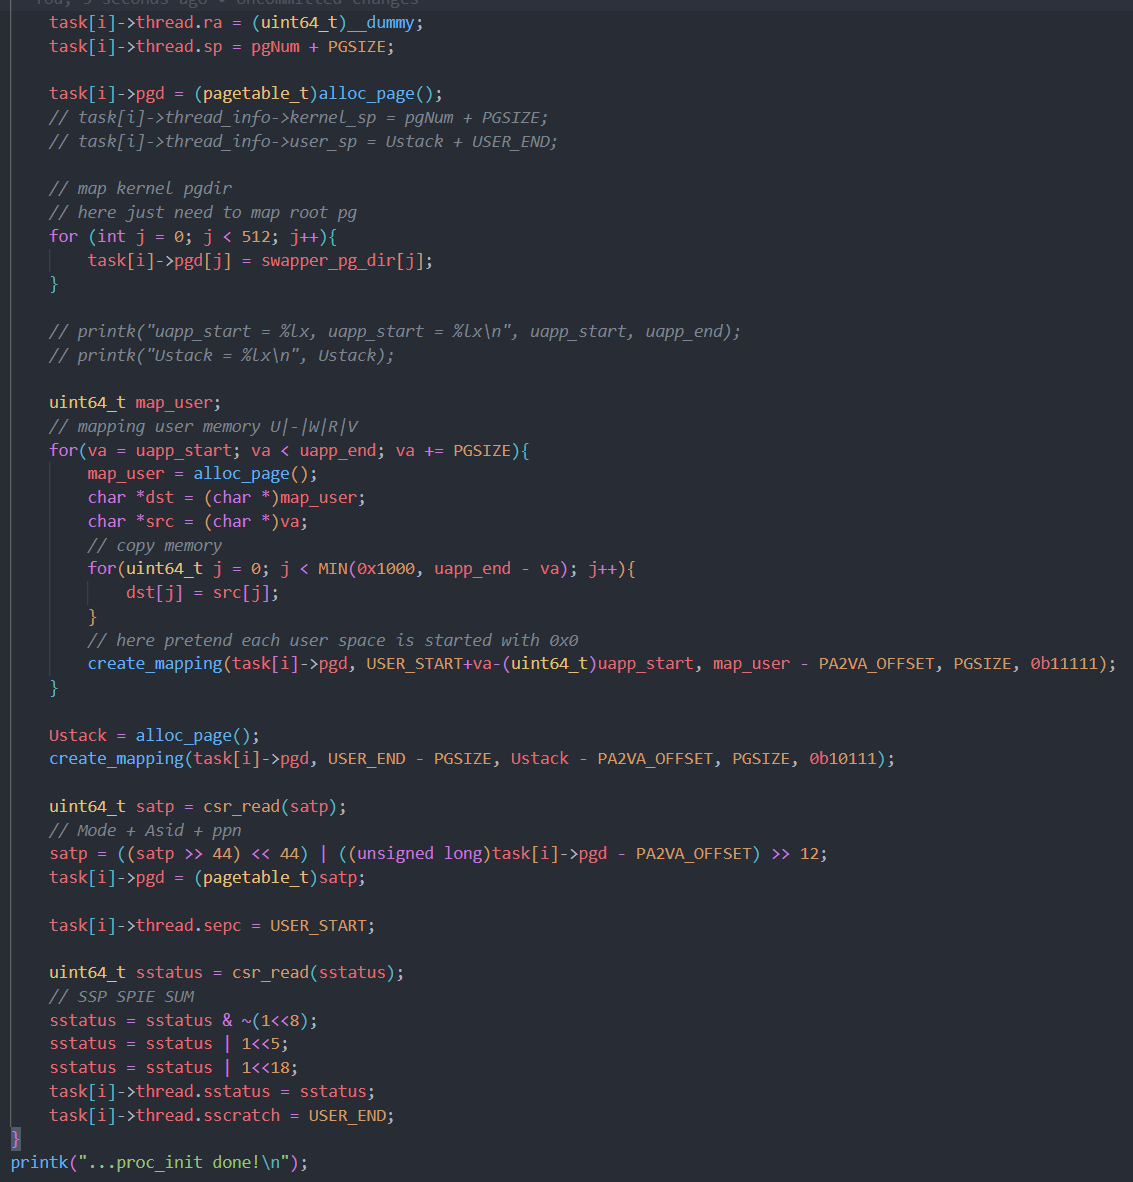 You, 5 seconds ago • Uncommitted changes
task[i]->thread.ra = (uint64_t)__dummy;
task[i]->thread.sp = pgNum + PGSIZE;
task[i]->pgd = (pagetable_t)alloc_page();
// task[i]->thread_info->kernel_sp = pgNum + PGSIZE;
// task[i]->thread_info->user_sp = Ustack + USER_END;
// map kernel pgdir
// here just need to map root pg
for (int j = 0; j < 512; j++){
task[i]->pgd[j] = swapper_pg_dir[j];
}
// printk("uapp_start = %lx, uapp_start = %lx\n", uapp_start, uapp_end);
// printk("Ustack = %lx\n", Ustack);
uint64_t map_user;
// mapping user memory U|-|W|R|V
for(va = uapp_start; va < uapp_end; va += PGSIZE){
map_user = alloc_page();
char *dst = (char *)map_user;
char *src = (char *)va;
// copy memory
for(uint64_t j = 0; j < MIN(0x1000, uapp_end - va); j++){
dst[j] = src[j];
}
// here pretend each user space is started with 0x0
create_mapping(task[i]->pgd, USER_START+va-(uint64_t)uapp_start, map_user - PA2VA_OFFSET, PGSIZE, 0b11111);
}
Ustack = alloc_page();
create_mapping(task[i]->pgd, USER_END - PGSIZE, Ustack - PA2VA_OFFSET, PGSIZE, 0b10111);
uint64_t satp = csr_read(satp);
// Mode + Asid + ppn
satp = ((satp >> 44) << 44) | ((unsigned long)task[i]->pgd - PA2VA_OFFSET) >> 12;
task[i]->pgd = (pagetable_t)satp;
task[i]->thread.sepc = USER_START;
uint64_t sstatus = csr_read(sstatus);
// SSP SPIE SUM
sstatus = sstatus & ~(1<<8);
sstatus = sstatus | 1<<5;
sstatus = sstatus | 1<<18;
task[i]->thread.sstatus = sstatus;
task[i]->thread.sscratch = USER_END;
}
printk("...proc_init done!\n");